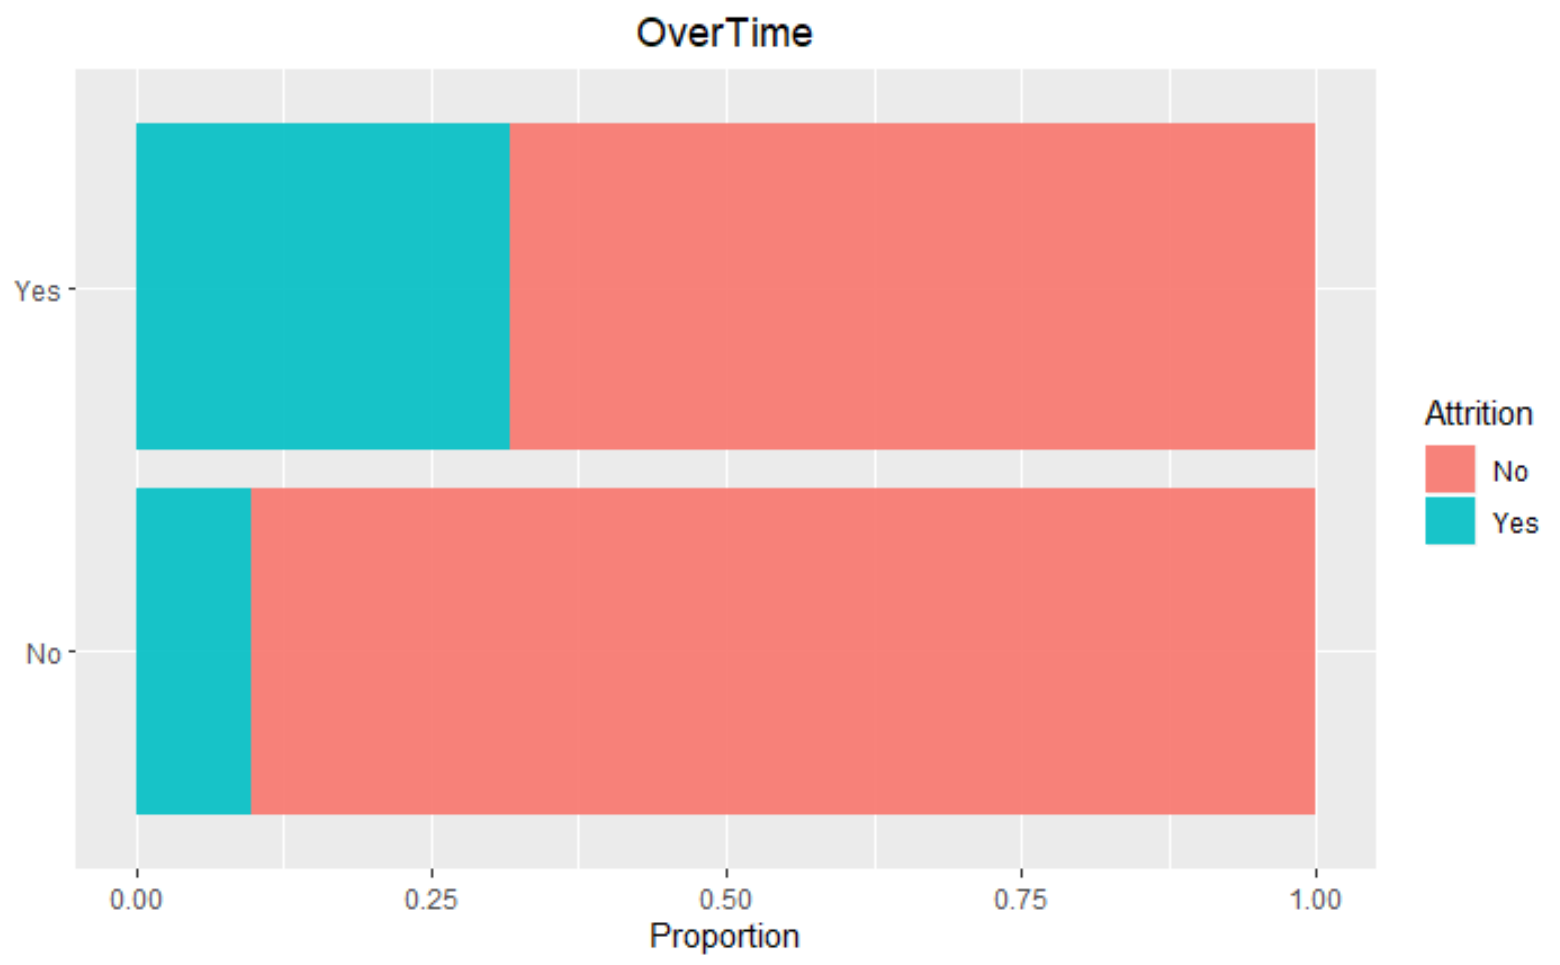 OverTime
Yes
No
Attrition
No
Yes
0.00 0.25 0.50 0.75 1.00
Proportion